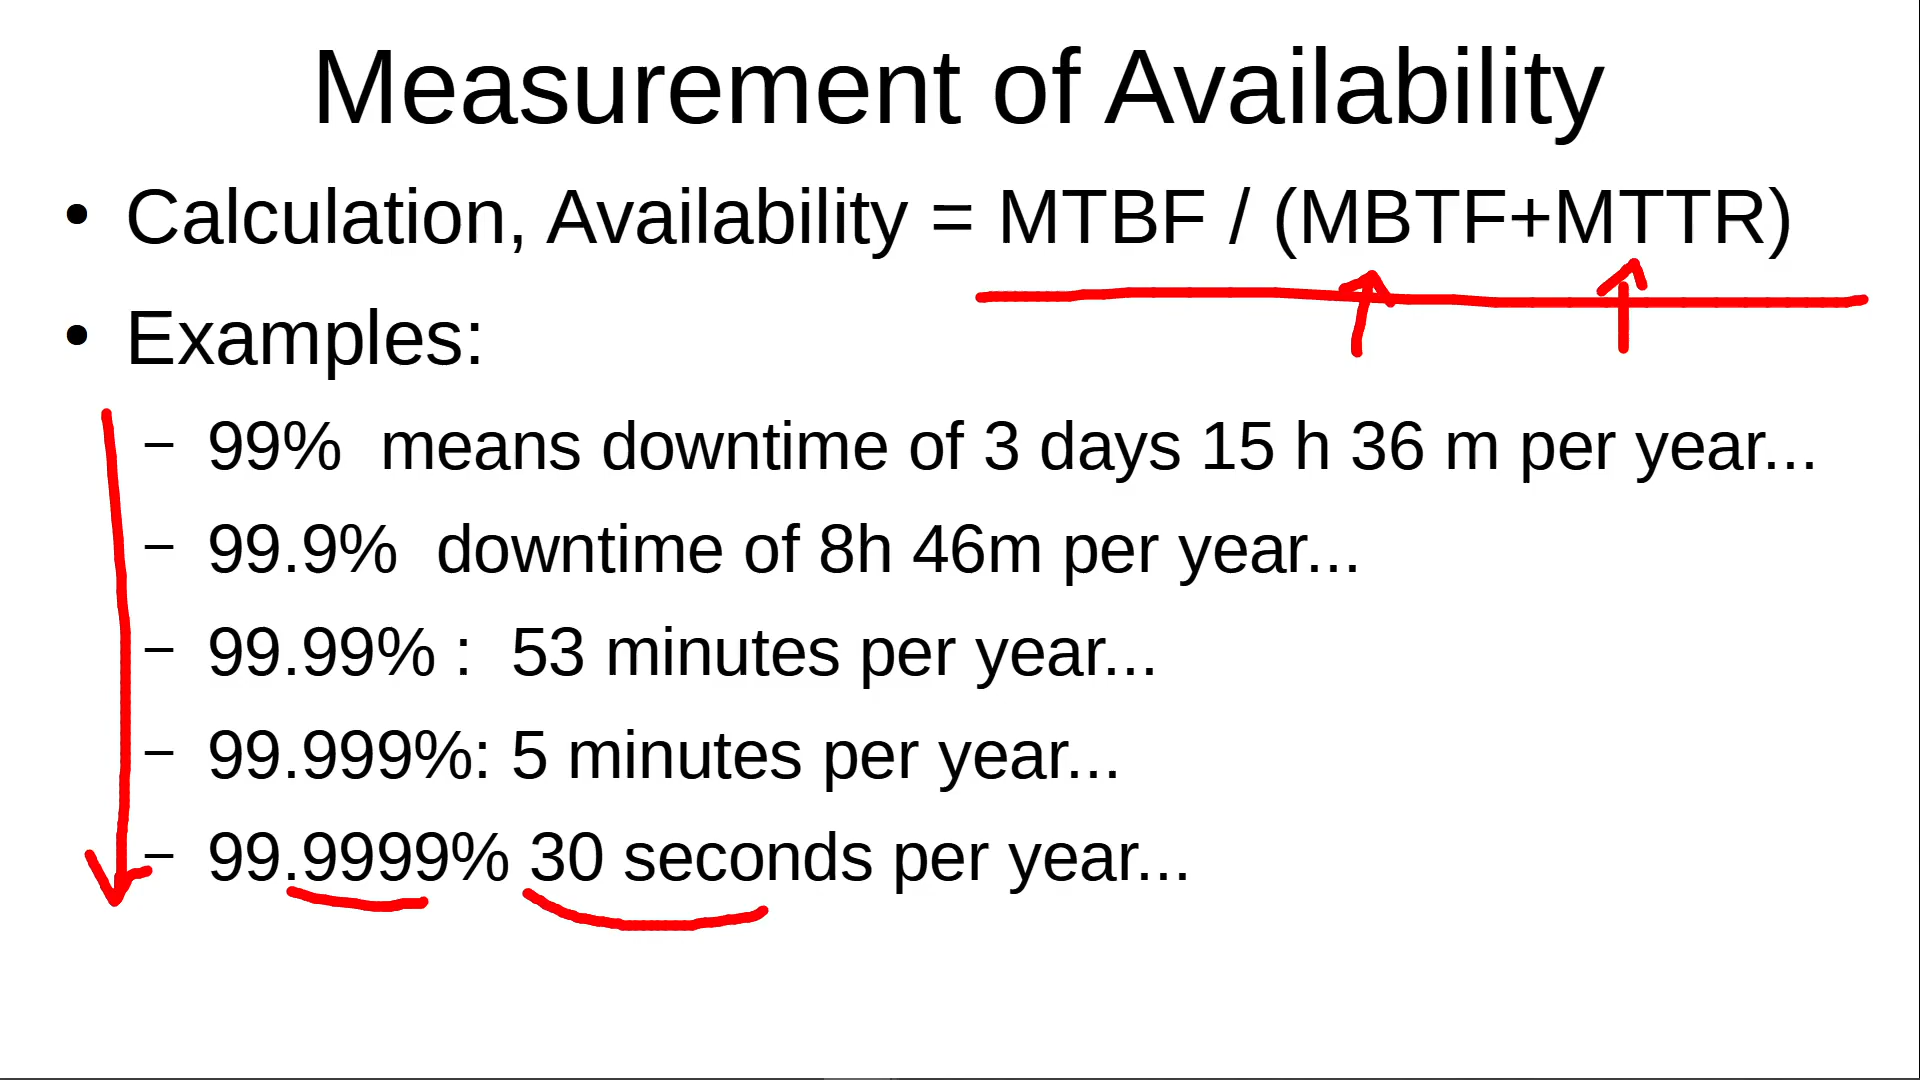 Measurement of Availability
• Calculation, Availability = MTBF / (MBTF+MTTR)
• Examples:
– 99%  means downtime of 3 days 15 h 36 m per year...
– 99.9%  downtime of 8h 46m per year...
– 99.99% :  53 minutes per year...
– 99.999%: 5 minutes per year...
– 99.9999% 30 seconds per year...